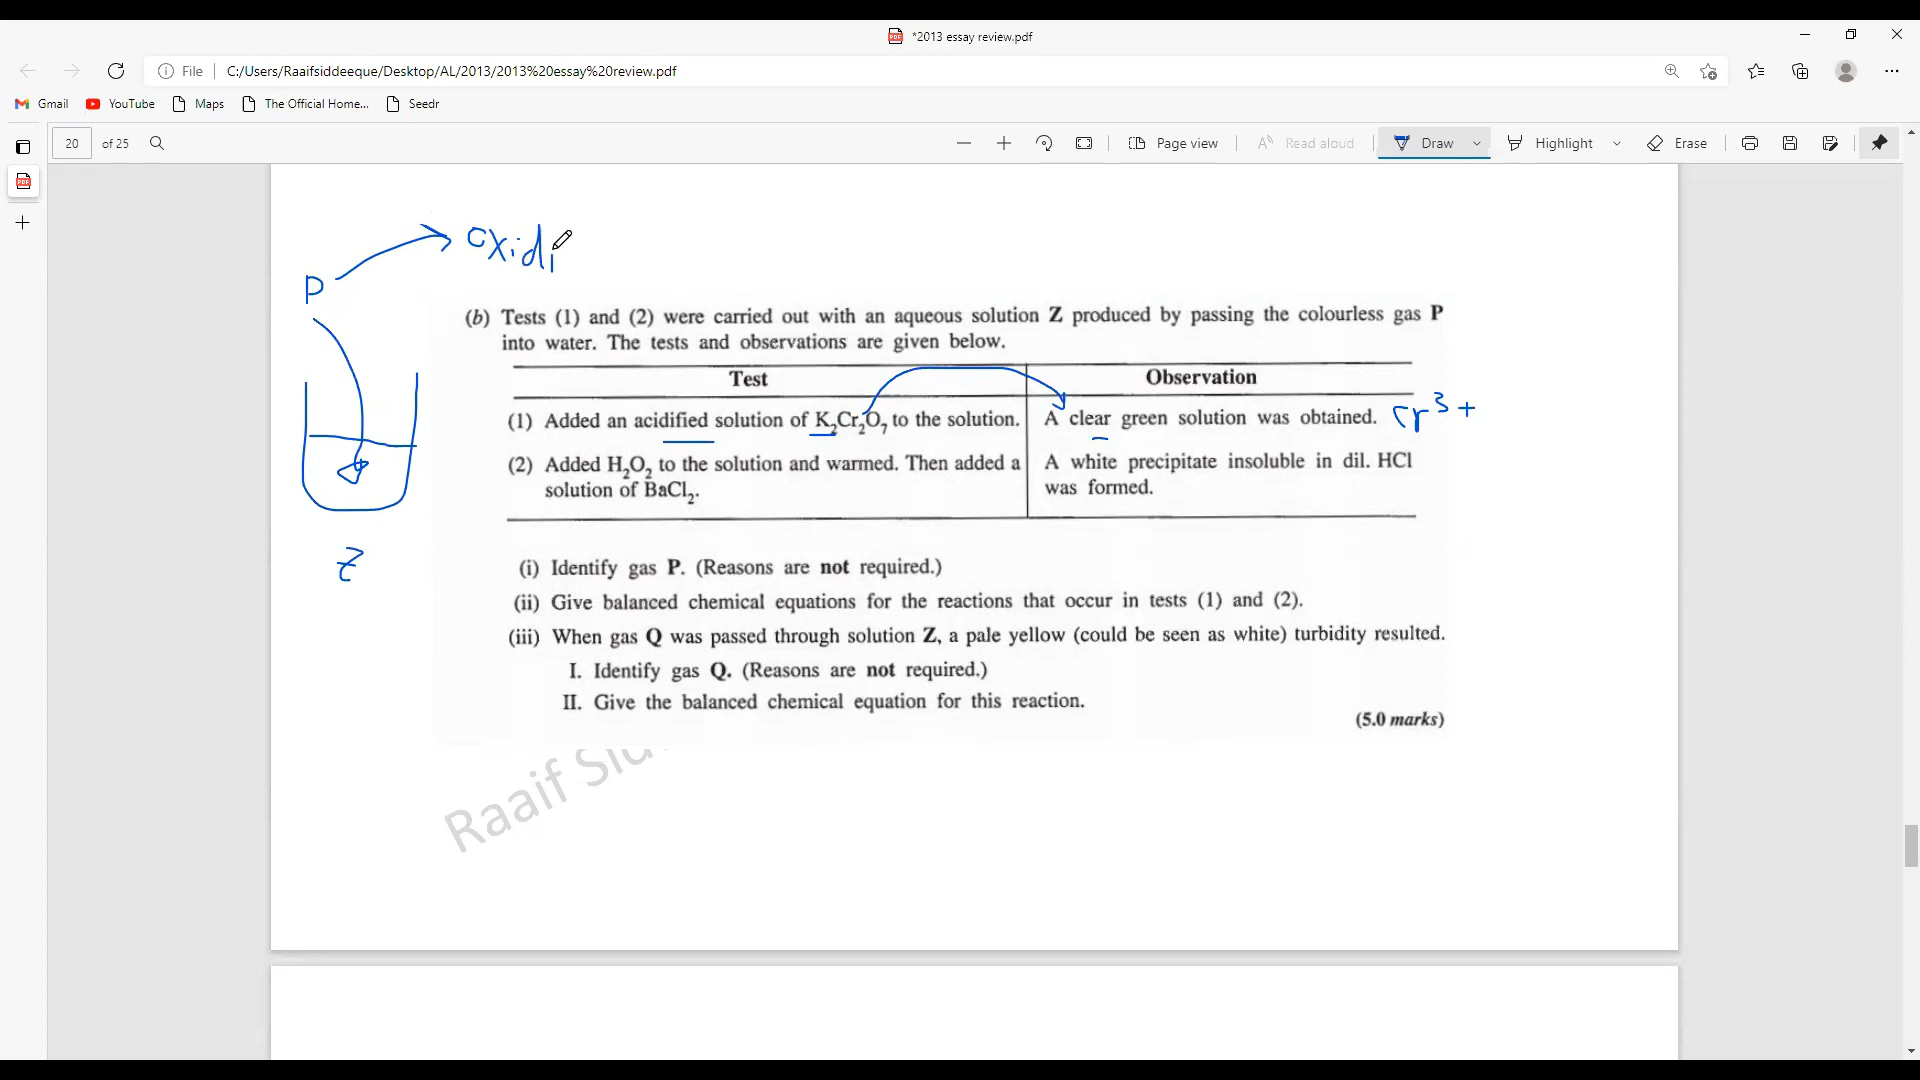 *2013 essay review.pdf
File C:/Users/Raaifsiddeeque/Desktop/AL/2013/2013%20essay%20review.pdf
Gmail YouTube Maps The Official Home... Seedr
20 of 25 Page view Read aloud Draw Highlight Erase
oxidi
P
(b) Tests (1) and (2) were carried out with an aqueous solution Z produced by passing the colourless gas P
into water. The tests and observations are given below.
Test Observation
(1) Added an acidified solution of K₂Cr₂O₇ to the solution. A clear green solution was obtained. Cr³⁺
(2) Added H₂O₂ to the solution and warmed. Then added a A white precipitate insoluble in dil. HCl
solution of BaCl₂. was formed.
Z
(i) Identify gas P. (Reasons are not required.)
(ii) Give balanced chemical equations for the reactions that occur in tests (1) and (2).
(iii) When gas Q was passed through solution Z, a pale yellow (could be seen as white) turbidity resulted.
I. Identify gas Q. (Reasons are not required.)
II. Give the balanced chemical equation for this reaction.
(5.0 marks)
Raaif